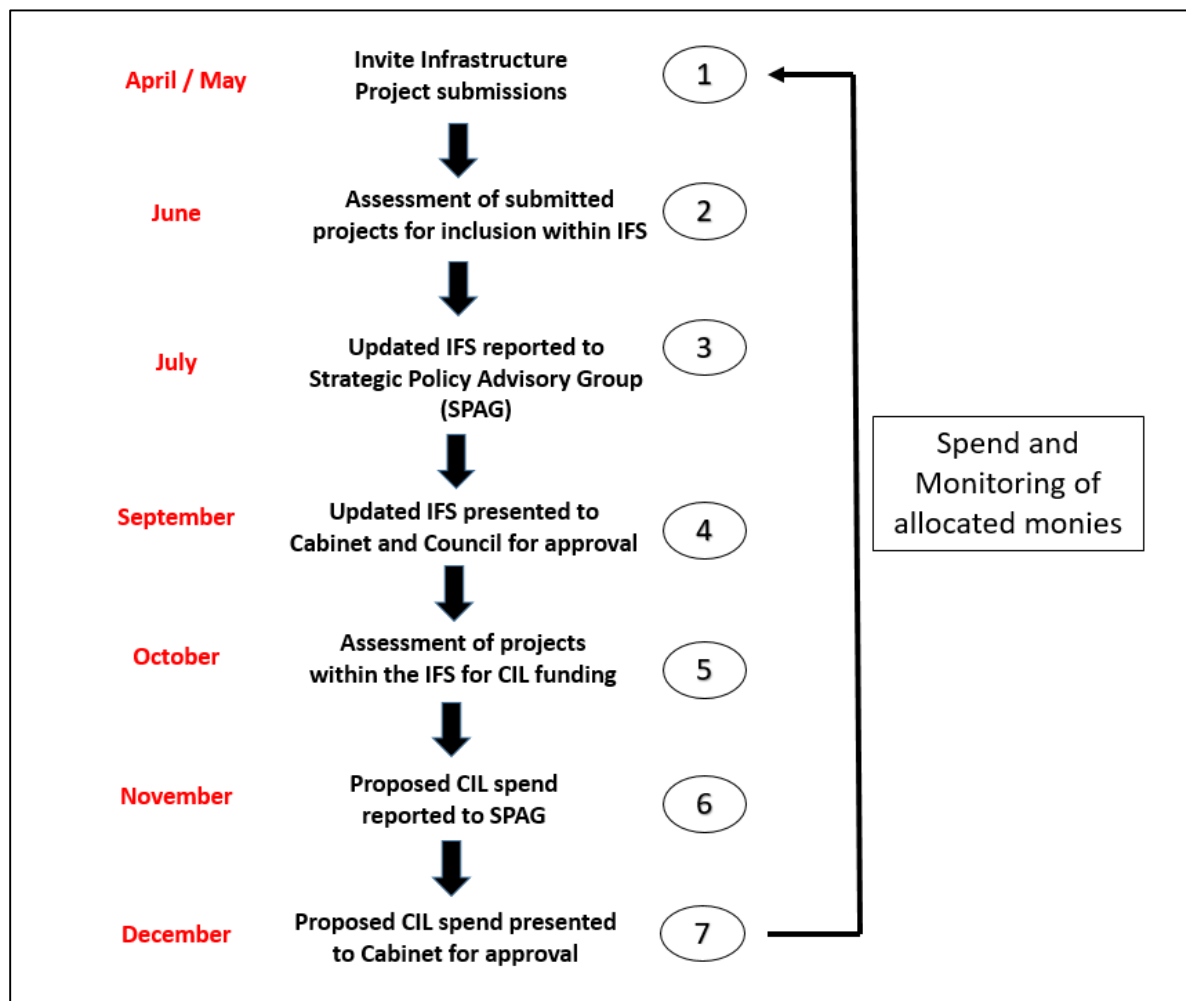 April / May
Invite Infrastructure
Project submissions
1
June
Assessment of submitted
projects for inclusion within IFS
2
July
Updated IFS reported to
Strategic Policy Advisory Group
(SPAG)
3
September
Updated IFS presented to
Cabinet and Council for approval
4
October
Assessment of projects
within the IFS for CIL funding
5
November
Proposed CIL spend
reported to SPAG
6
December
Proposed CIL spend presented
to Cabinet for approval
7
Spend and
Monitoring of
allocated monies